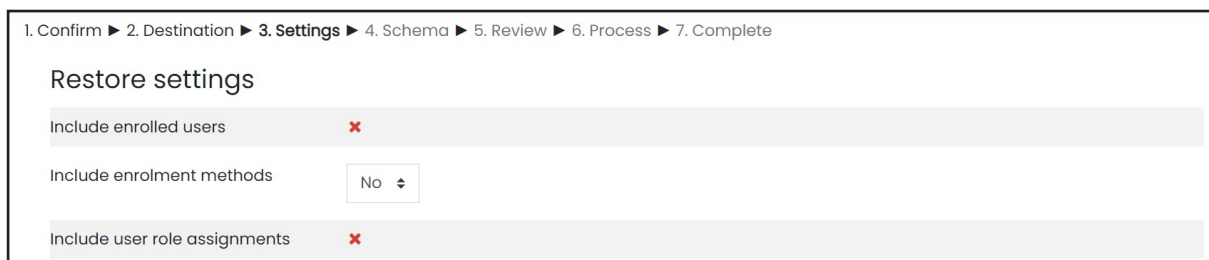 1. Confirm ► 2. Destination ► 3. Settings ► 4. Schema ► 5. Review ► 6. Process ► 7. Complete
Restore settings
Include enrolled users
Include enrolment methods No
Include user role assignments